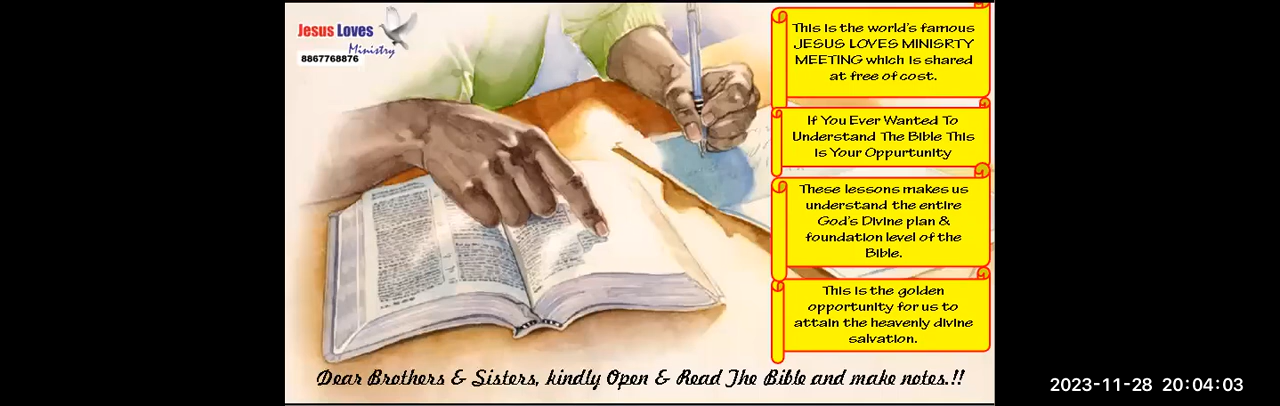 Jesus Loves
Ministry
8867768876
This is the world's famous
JESUS LOVES MINISRTY
MEETING which is shared
at free of cost.
If You Ever Wanted To
Understand The Bible This
is Your Oppurtunity
These lessons makes us
understand the entire
God's Divine plan &
foundation level of the
Bible.
This is the golden
opportunity for us to
attain the heavenly divine
salvation.
Dear Brothers & Sisters, kindly Open & Read The Bible and make notes.!!
2023-11-28 20:04:03